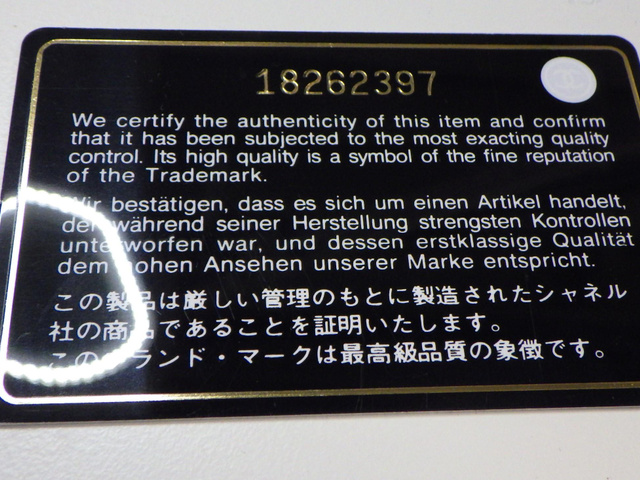 18262397
We certify the authenticity of this item and confirm
that it has been subjected to the most exacting quality
control. Its high quality is a symbol of the fine reputation
of the Trademark.
Wir bestätigen, dass es sich um einen Artikel handelt,
der während seiner Herstellung strengsten Kontrollen
unterworfen war, und dessen erstklassige Qualität
dem hohen Ansehen unserer Marke entspricht.
この製品は厳しい管理のもとに製造されたシャネル
社の商品であることを証明いたします。
このブランド・マークは最高級品質の象徴です。